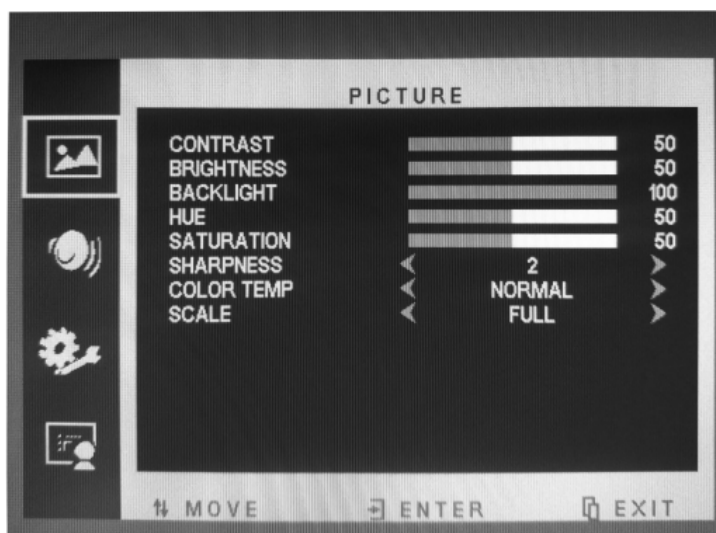 PICTURE
CONTRAST 50
BRIGHTNESS 50
BACKLIGHT 100
HUE 50
SATURATION 50
SHARPNESS 2
COLOR TEMP NORMAL
SCALE FULL
MOVE ENTER EXIT